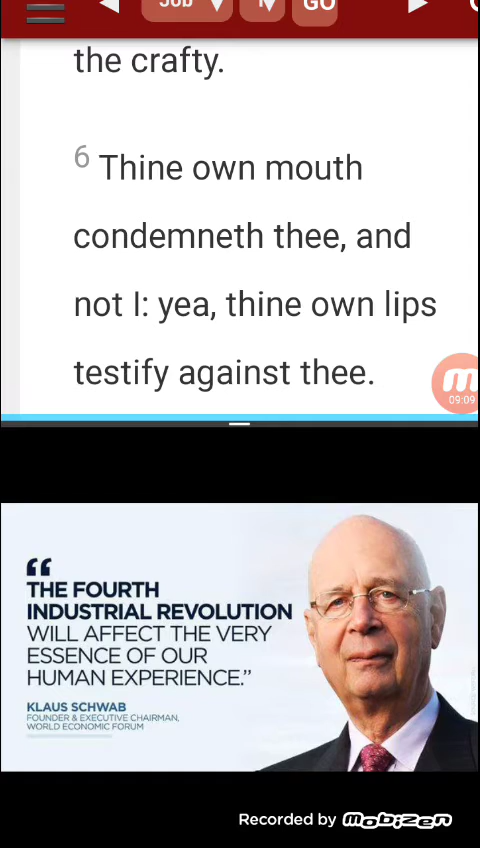 Job
GO
the crafty.
6 Thine own mouth
condemneth thee, and
not I: yea, thine own lips
testify against thee.
09:09
“
THE FOURTH
INDUSTRIAL REVOLUTION
WILL AFFECT THE VERY
ESSENCE OF OUR
HUMAN EXPERIENCE.”
KLAUS SCHWAB
FOUNDER & EXECUTIVE CHAIRMAN,
WORLD ECONOMIC FORUM
Recorded by Mobizen